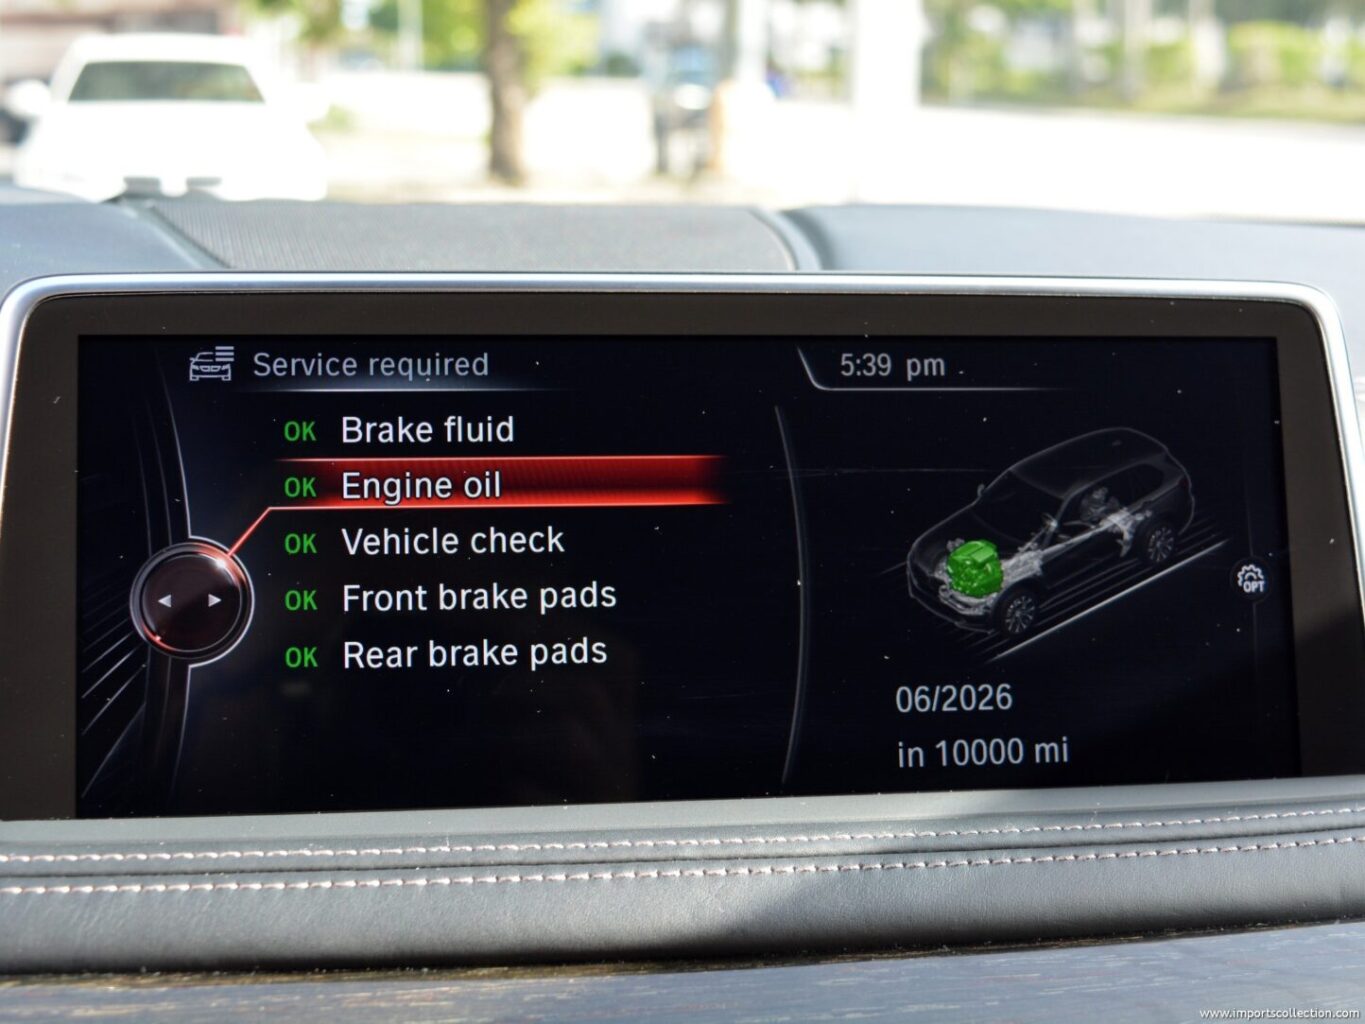 Service required
5:39 pm
OK Brake fluid
OK Engine oil
OK Vehicle check
OK Front brake pads
OK Rear brake pads
OPT
06/2026
in 10000 mi
www.importscollection.com